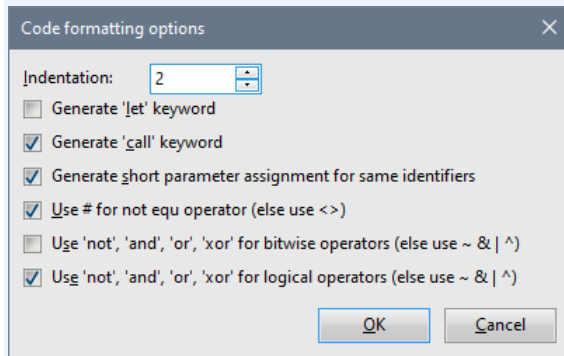 Code formatting options
Indentation: 2
Generate 'let' keyword
Generate 'call' keyword
Generate short parameter assignment for same identifiers
Use # for not equ operator (else use <>)
Use 'not', 'and', 'or', 'xor' for bitwise operators (else use ~ & | ^)
Use 'not', 'and', 'or', 'xor' for logical operators (else use ~ & | ^)
OK Cancel